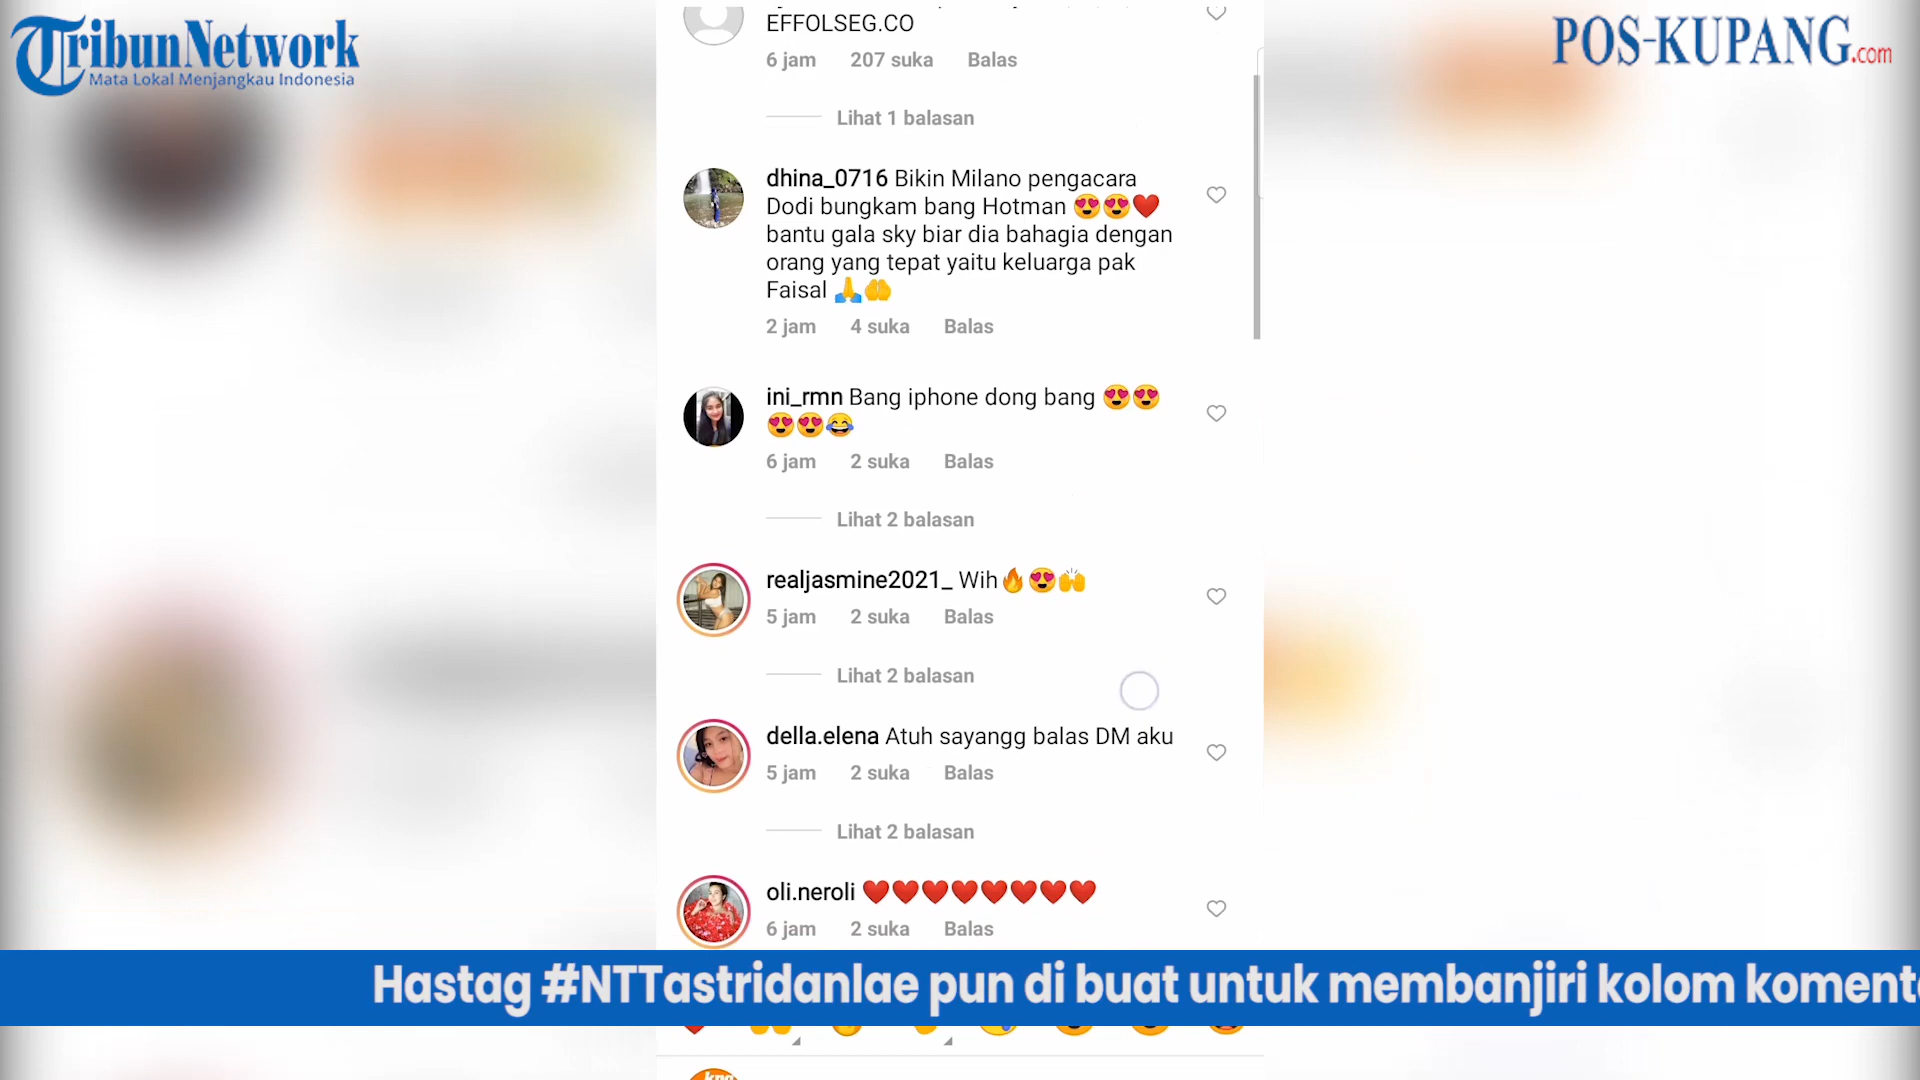 TribunNetwork
Mata Lokal Menjangkau Indonesia
POS-KUPANG.com
EFFOLSEG.CO
6 jam 207 suka Balas
Lihat 1 balasan
dhina_0716 Bikin Milano pengacara
Dodi bungkam bang Hotman 😍😍❤️
bantu gala sky biar dia bahagia dengan
orang yang tepat yaitu keluarga pak
Faisal 🙏🤲
2 jam 4 suka Balas
ini_rmn Bang iphone dong bang 😍😍
😍😍😂
6 jam 2 suka Balas
Lihat 2 balasan
realjasmine2021_ Wih🔥😍🙌
5 jam 2 suka Balas
Lihat 2 balasan
della.elena Atuh sayangg balas DM aku
5 jam 2 suka Balas
Lihat 2 balasan
oli.neroli ❤️❤️❤️❤️❤️❤️❤️❤️
6 jam 2 suka Balas
Hastag #NTTastridanlae pun di buat untuk membanjiri kolom koment